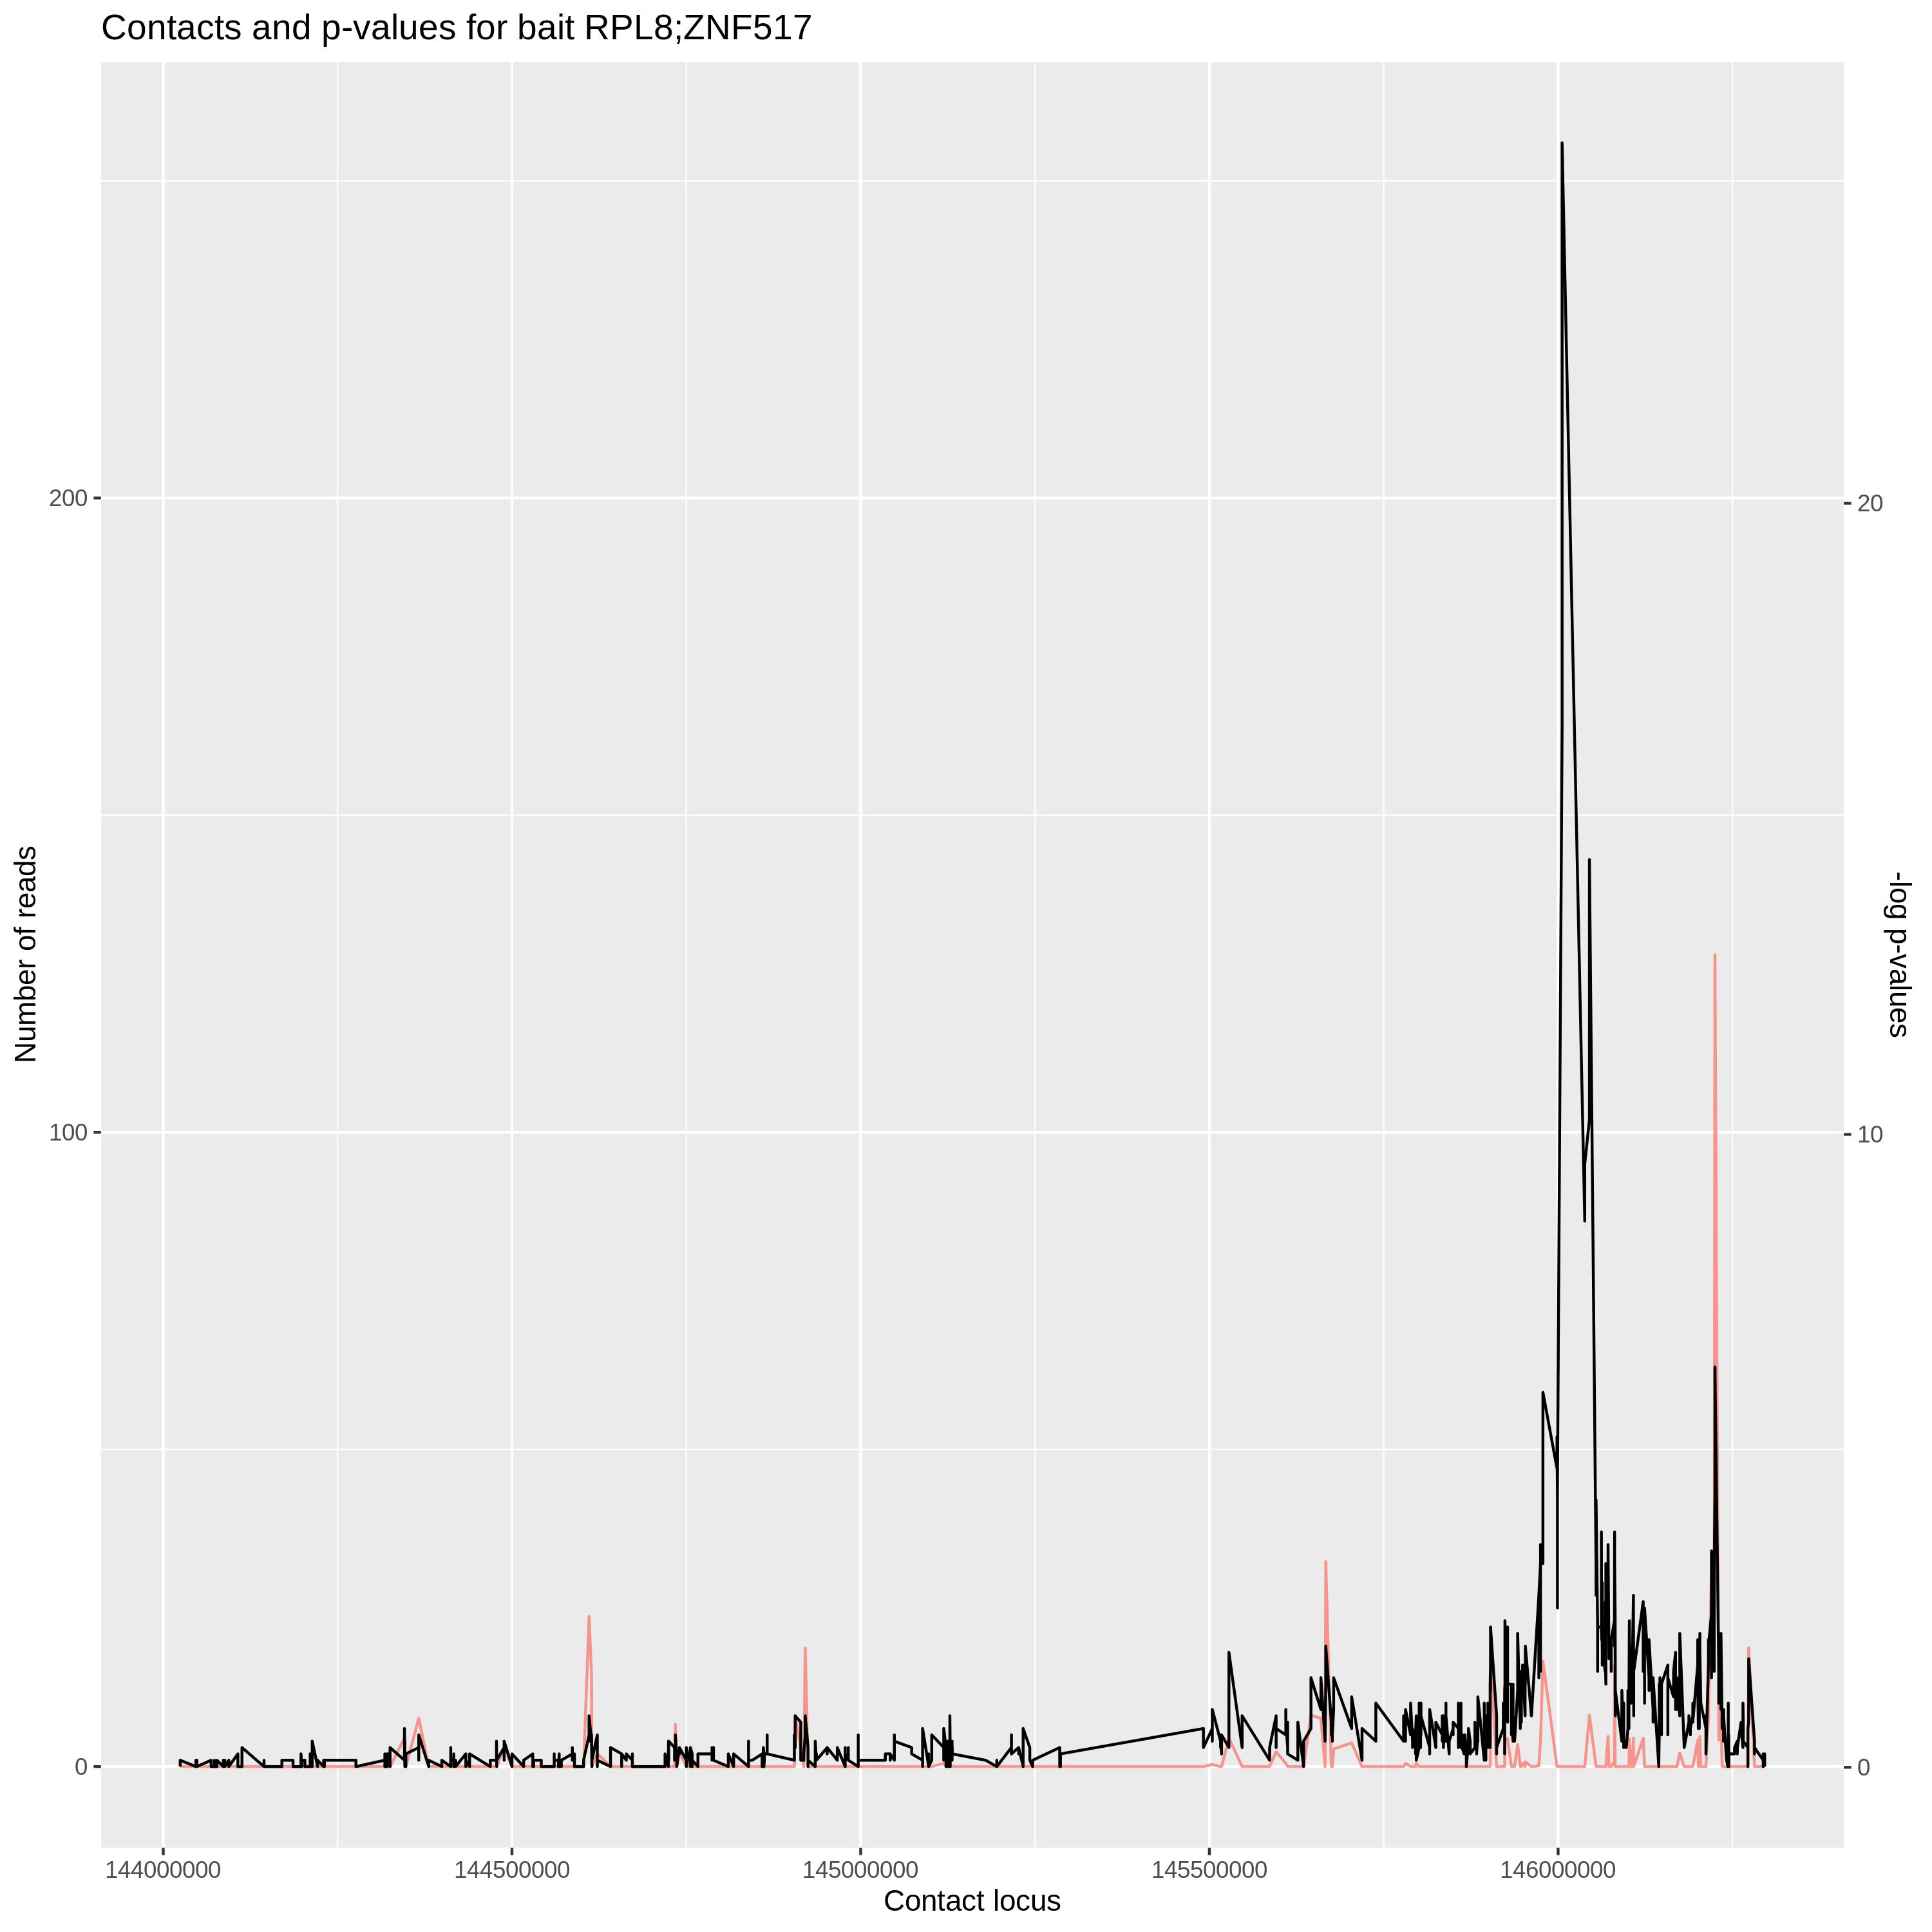 Contacts and p-values for bait RPL8;ZNF517
200
100
0
Number of reads
20
10
0
-log p-values
144000000
144500000
145000000
145500000
146000000
Contact locus